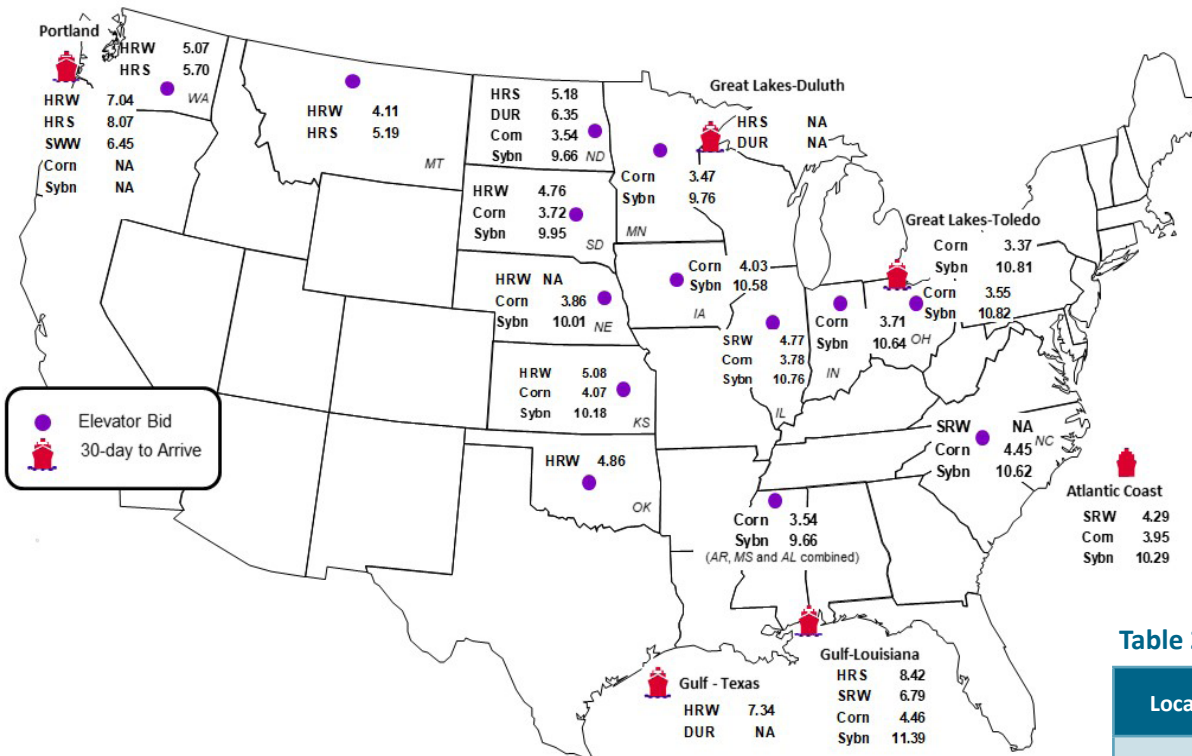 Portland
HRW 5.07
HRS 5.70
WA
HRW 7.04
HRS 8.07
SWW 6.45
Corn NA
Sybn NA
HRW 4.11
HRS 5.19
MT
HRS 5.18
DUR 6.35
Corn 3.54
Sybn 9.66 ND
HRW 4.76
Corn 3.72
Sybn 9.95
SD
HRW NA
Corn 3.86
Sybn 10.01 NE
HRW 5.08
Corn 4.07
Sybn 10.18
KS
HRW 4.86
OK
Great Lakes-Duluth
HRS NA
DUR NA
Corn 3.47
Sybn 9.76
MN
Corn 4.03
Sybn 10.58
IA
SRW 4.77
Corn 3.78
Sybn 10.76
IL
Great Lakes-Toledo
Corn 3.37
Sybn 10.81
Corn 3.55
Sybn 10.82
OH
Corn 3.71
Sybn 10.64
IN
SRW NA
NC
Corn 4.45
Sybn 10.62
Atlantic Coast
SRW 4.29
Corn 3.95
Sybn 10.29
Corn 3.54
Sybn 9.66
(AR, MS and AL combined)
Gulf-Louisiana
HRS 8.42
SRW 6.79
Corn 4.46
Sybn 11.39
Gulf - Texas
HRW 7.34
DUR NA
Elevator Bid
30-day to Arrive
Table
Loca